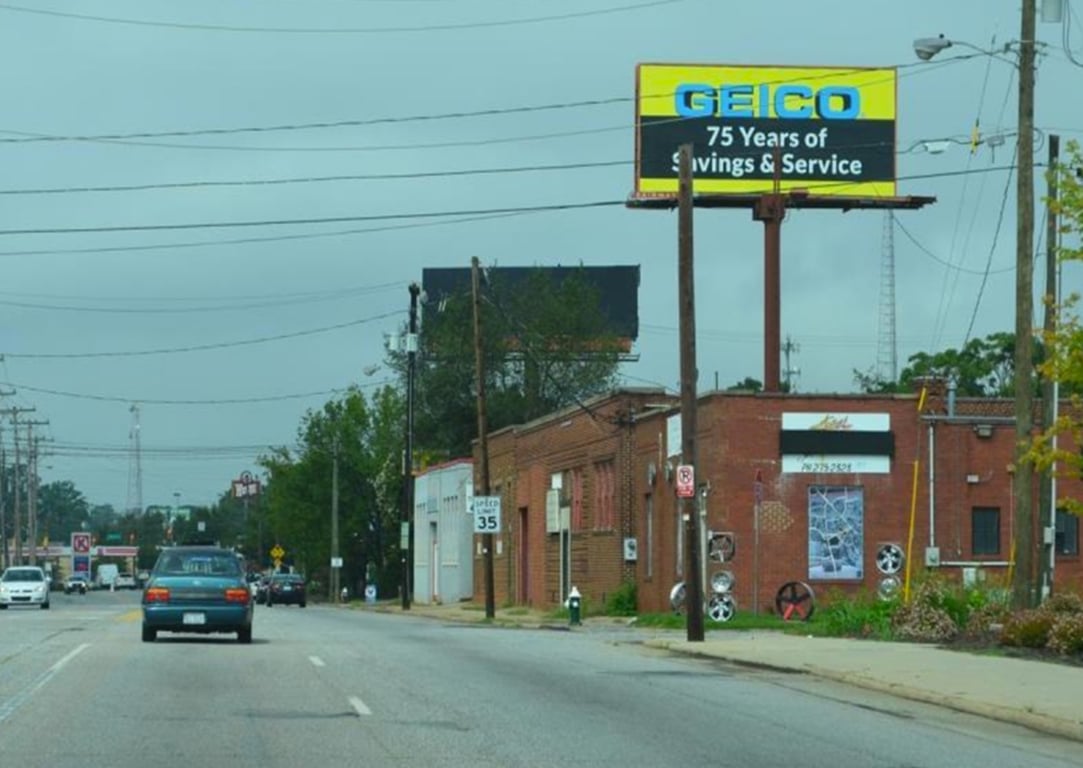 GEICO
75 Years of
Savings & Service
SPEED
LIMIT
35
K